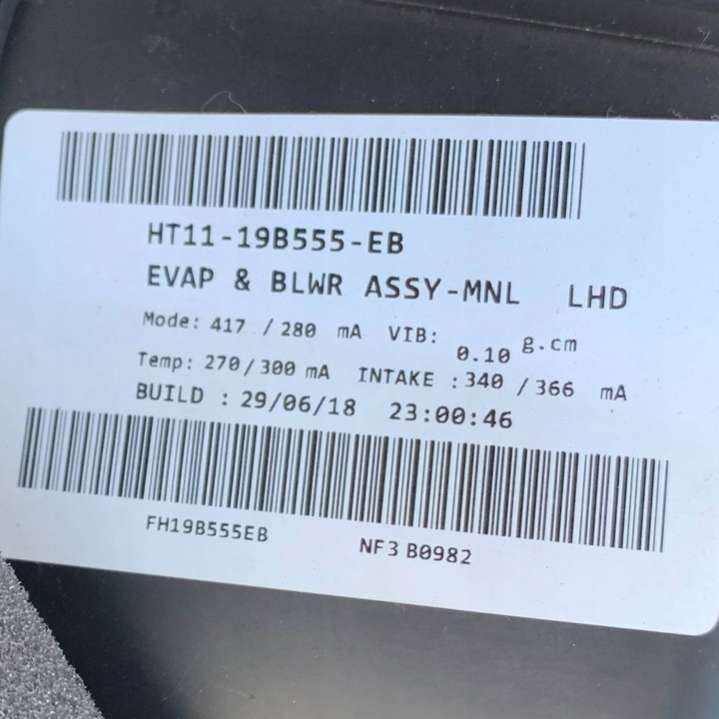 HT11-19B555-EB
EVAP & BLWR ASSY-MNL LHD
Mode: 417 / 280 mA VIB: 0.10 g.cm
Temp: 270/300 mA INTAKE :340 / 366 mA
BUILD : 29/06/18 23:00:46
FH19B555EB NF3 B0982